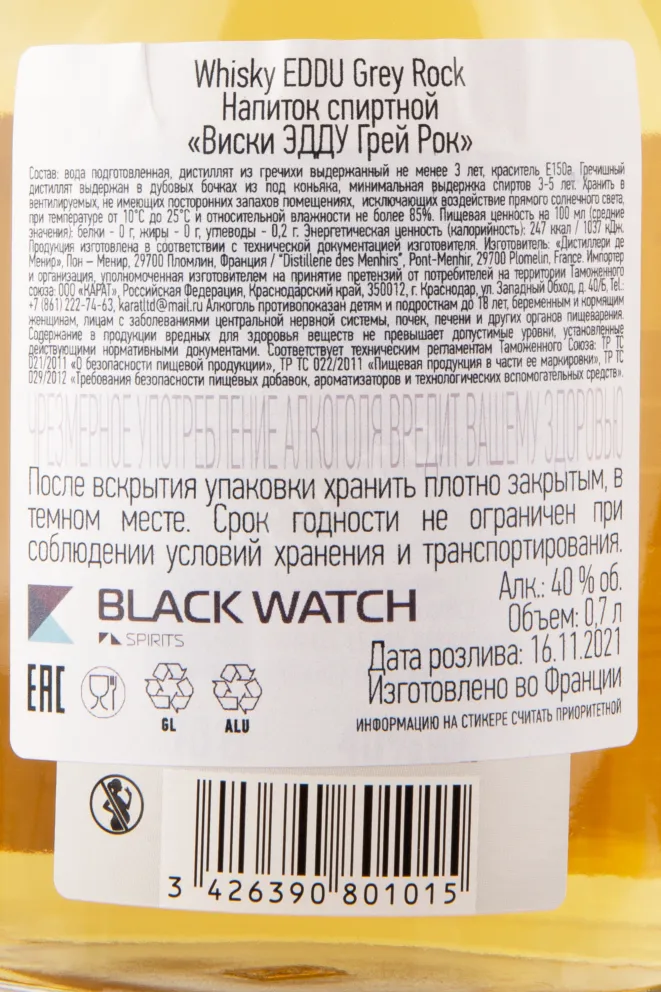 Whisky EDDU Grey Rock
Напиток спиртной
«Виски ЭДДУ Грей Рок»
Состав: вода подготовленная, дистиллят из гречихи выдержанный не менее 3 лет, краситель Е150а. Гречишный
дистиллят выдержан в дубовых бочках из под коньяка, минимальная выдержка спиртов 3-5 лет. Хранить в
вентилируемых, не имеющих посторонних запахов помещениях, исключающих воздействие прямого солнечного света,
при температуре от 10°С до 25°С и относительной влажности не более 85%. Пищевая ценность на 100 мл (средние
значения): белки - 0 г, жиры - 0 г, углеводы - 0,2 г. Энергетическая ценность (калорийность): 247 ккал / 1037 кДж.
Продукция изготовлена в соответствии с технической документацией изготовителя. Изготовитель: «Дистиллери де
Менир», Пон – Менир, 29700 Пломлин, Франция / "Distillerie des Menhirs", Pont-Menhir, 29700 Plomelin, France. Импортер
и организация, уполномоченная изготовителем на принятие претензий от потребителей на территории Таможенного
союза: ООО «КАРАТ», Российская Федерация, Краснодарский край, 350012, г. Краснодар, ул. Западный Обход, д. 40/6, Tel.:
+7 (861) 222-74-63, karatltd@mail.ru Алкоголь противопоказан детям и подросткам до 18 лет, беременным и кормящим
женщинам, лицам с заболеваниями центральной нервной системы, почек, печени и других органов пищеварения.
Содержание в продукции вредных для здоровья веществ не превышает допустимые уровни, установленные
действующими нормативными документами. Соответствует техническим регламентам Таможенного Союза: ТР ТС
021/2011 «О безопасности пищевой продукции», ТР ТС 022/2011 «Пищевая продукция в части ее маркировки», ТР ТС
029/2012 «Требования безопасности пищевых добавок, ароматизаторов и технологических вспомогательных средств».
ЧРЕЗМЕРНОЕ УПОТРЕБЛЕНИЕ АЛКОГОЛЯ ВРЕДИТ ВАШЕМУ ЗДОРОВЬЮ
После вскрытия упаковки хранить плотно закрытым, в
темном месте. Срок годности не ограничен при
соблюдении условий хранения и транспортирования.
BLACK WATCH
SPIRITS
Алк.: 40 % об.
Объем: 0,7 л
Дата розлива: 16.11.2021
Изготовлено во Франции
ИНФОРМАЦИЮ НА СТИКЕРЕ СЧИТАТЬ ПРИОРИТЕТНОЙ
EAC
GL
ALU
3 426390 801015